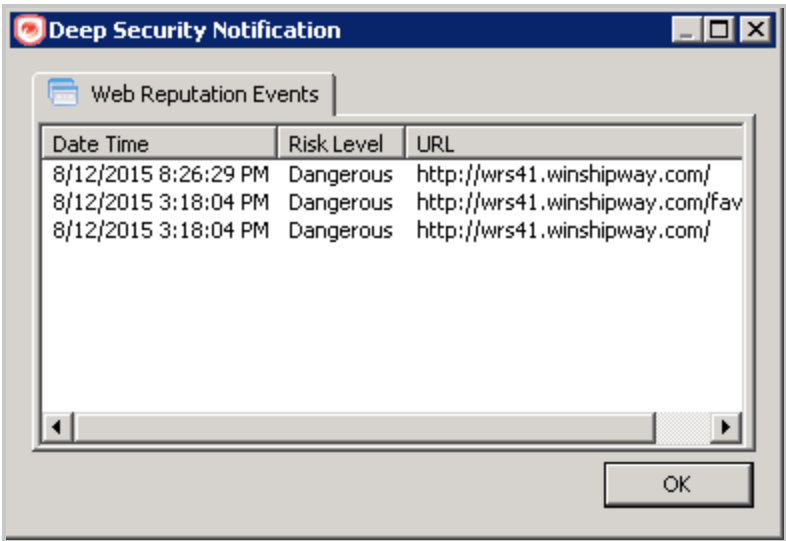 Deep Security Notification
Web Reputation Events
Date Time Risk Level URL
8/12/2015 8:26:29 PM Dangerous http://wrs41.winshipway.com/
8/12/2015 3:18:04 PM Dangerous http://wrs41.winshipway.com/fav
8/12/2015 3:18:04 PM Dangerous http://wrs41.winshipway.com/
OK